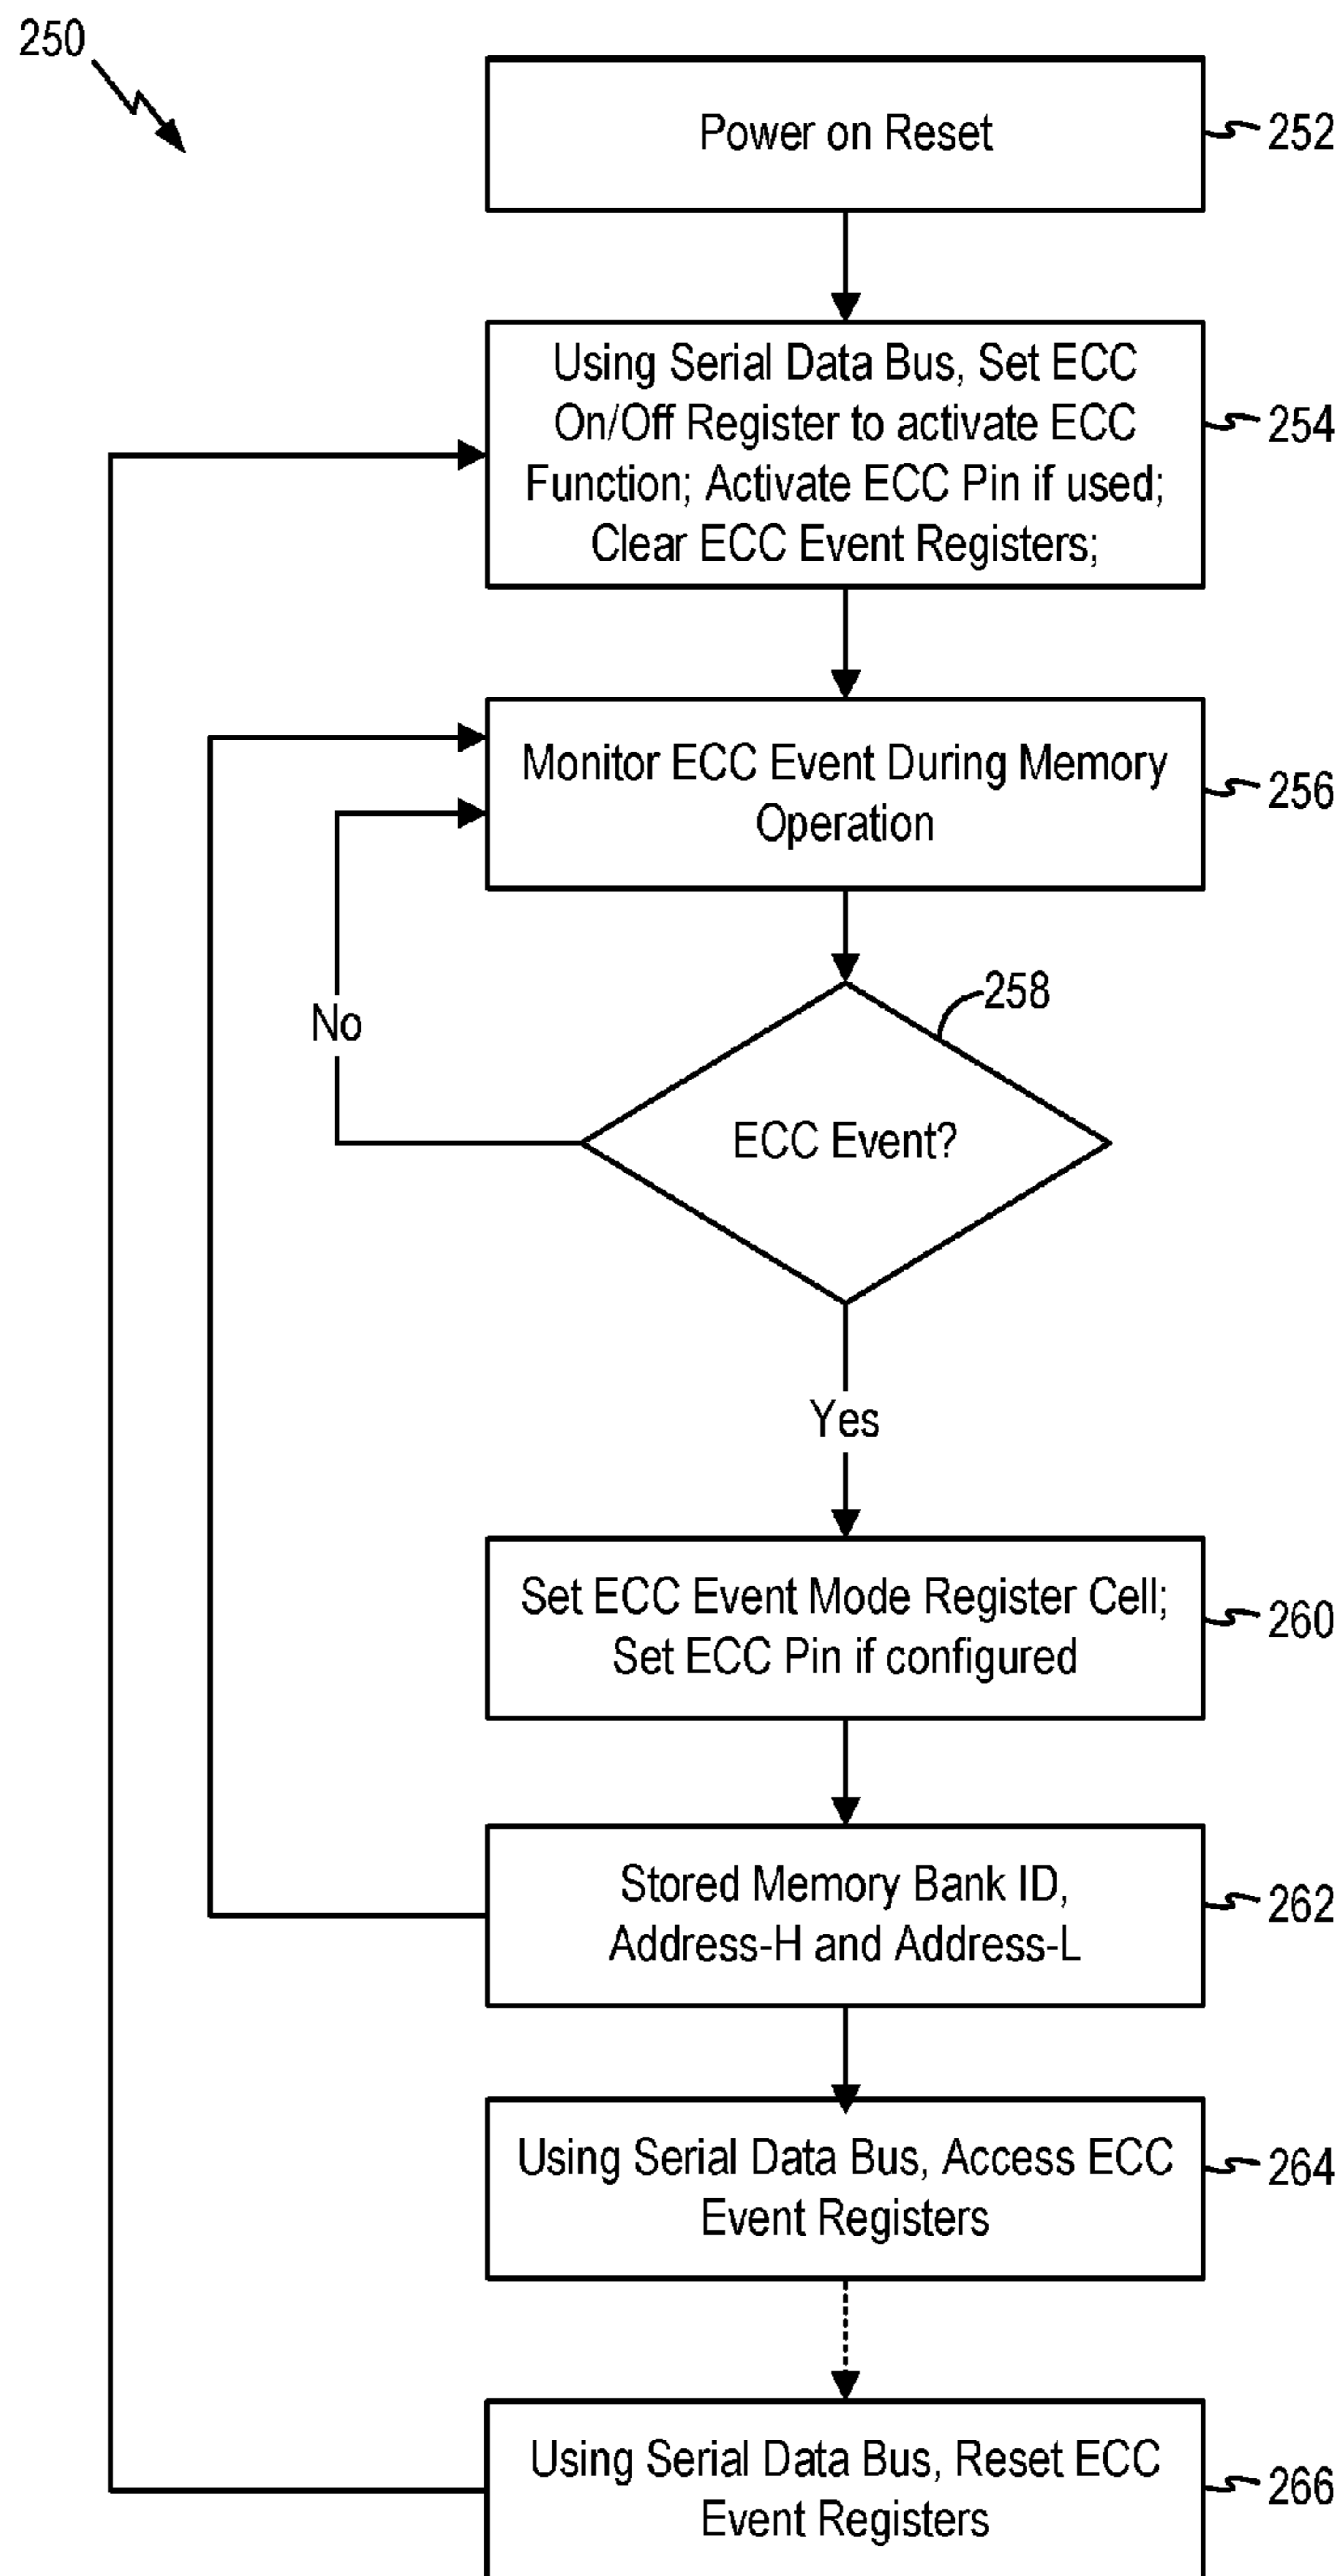 250
Power on Reset
252
Using Serial Data Bus, Set ECC
On/Off Register to activate ECC
Function; Activate ECC Pin if used;
Clear ECC Event Registers;
254
Monitor ECC Event During Memory
Operation
256
258
No
ECC Event?
Yes
Set ECC Event Mode Register Cell;
Set ECC Pin if configured
260
Stored Memory Bank ID,
Address-H and Address-L
262
Using Serial Data Bus, Access ECC
Event Registers
264
Using Serial Data Bus, Reset ECC
Event Registers
266